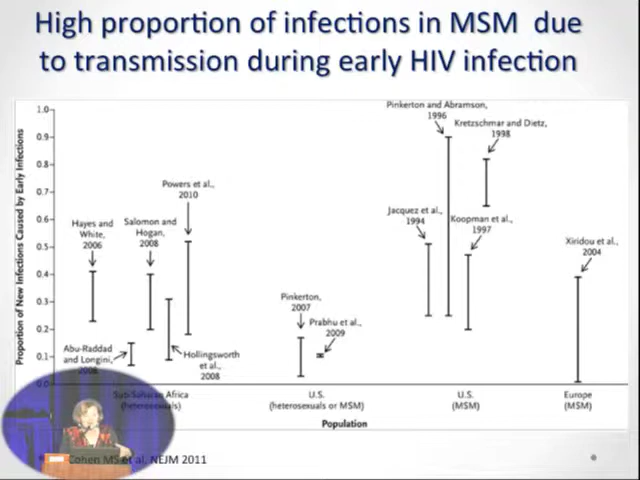 High proportion of infections in MSM due
to transmission during early HIV infection
Proportion of New Infections Caused by Early Infections
1.0
0.9
0.8
0.7
0.6
0.5
0.4
0.3
0.2
0.1
0.0
Hayes and
White,
2006
Abu-Raddad
and Longini,
2008
Salomon and
Hogan,
2008
Hollingsworth
et al.,
2008
Powers et al.,
2010
Pinkerton,
2007
Prabhu et al.,
2009
Jacquez et al.,
1994
Pinkerton and Abramson,
1996
Koopman et al.,
1997
Kretzschmar and Dietz,
1998
Xiridou et al.,
2004
Sub-Saharan Africa
(heterosexuals)
U.S.
(heterosexuals or MSM)
U.S.
(MSM)
Europe
(MSM)
Population
Cohen MS et al. NEJM 2011